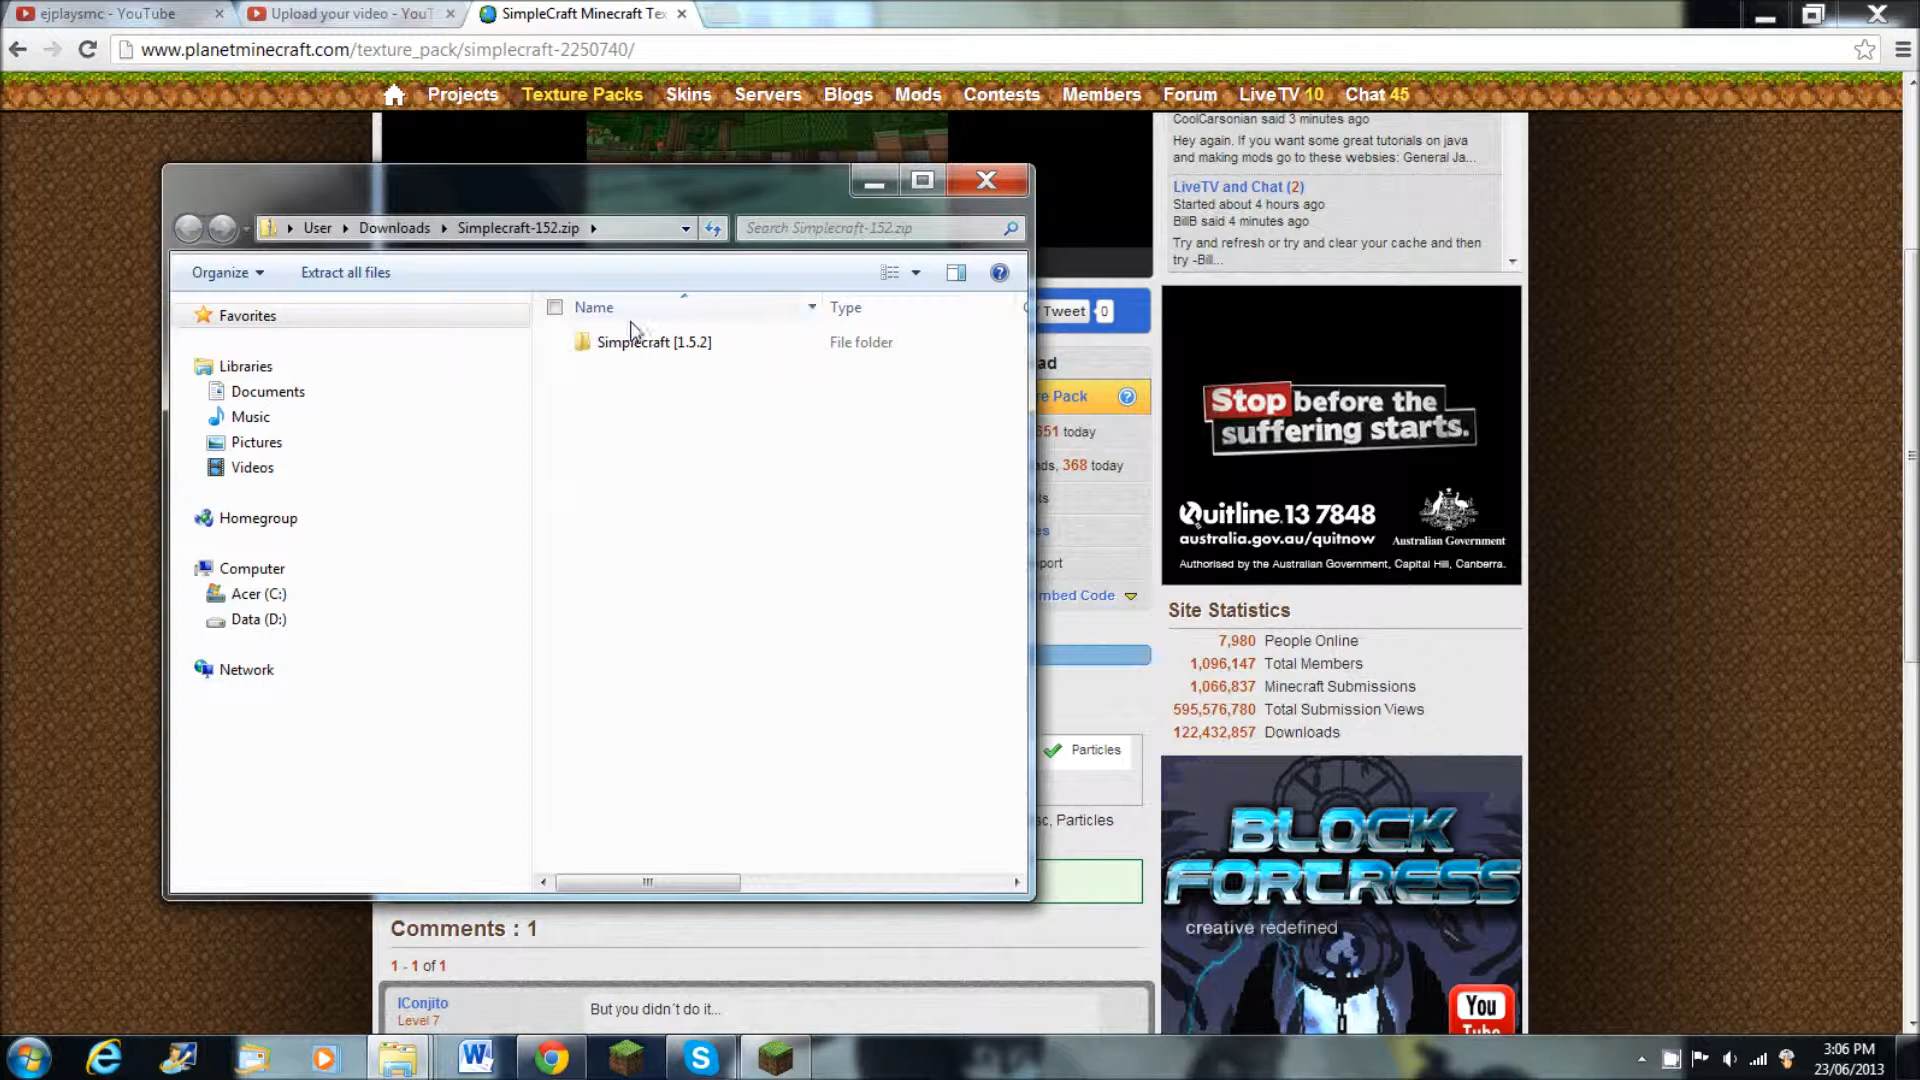 ejplaysmc - YouTube
Upload your video - YouT
SimpleCraft Minecraft Tex
www.planetminecraft.com/texture_pack/simplecraft-2250740/
Projects Texture Packs Skins Servers Blogs Mods Contests Members Forum LiveTV 10 Chat 45
CoolCarsonian said 3 minutes ago
Hey again. If you want some great tutorials on java
and making mods go to these websies: General Ja...
LiveTV and Chat (2)
Started about 4 hours ago
BillB said 4 minutes ago
Try and refresh or try and clear your cache and then
try -Bill...
User Downloads Simplecraft-152.zip
Search Simplecraft-152.zip
Organize Extract all files
Favorites
Libraries
Documents
Music
Pictures
Videos
Homegroup
Computer
Acer (C:)
Data (D:)
Network
Name Type
Simplecraft [1.5.2] File folder
Tweet 0
ad
re Pack
651 today
ads, 368 today
ts
es
port
mbed Code
Particles
sc, Particles
Stop before the
suffering starts.
Quitline 13 7848
australia.gov.au/quitnow
Australian Government
Authorised by the Australian Government, Capital Hill, Canberra.
Site Statistics
7,980 People Online
1,096,147 Total Members
1,066,837 Minecraft Submissions
595,576,780 Total Submission Views
122,432,857 Downloads
BLOCK
FORTRESS
creative redefined
You
Tube
Comments : 1
1 - 1 of 1
IConjito
Level 7
But you didn´t do it...
3:06 PM
23/06/2013